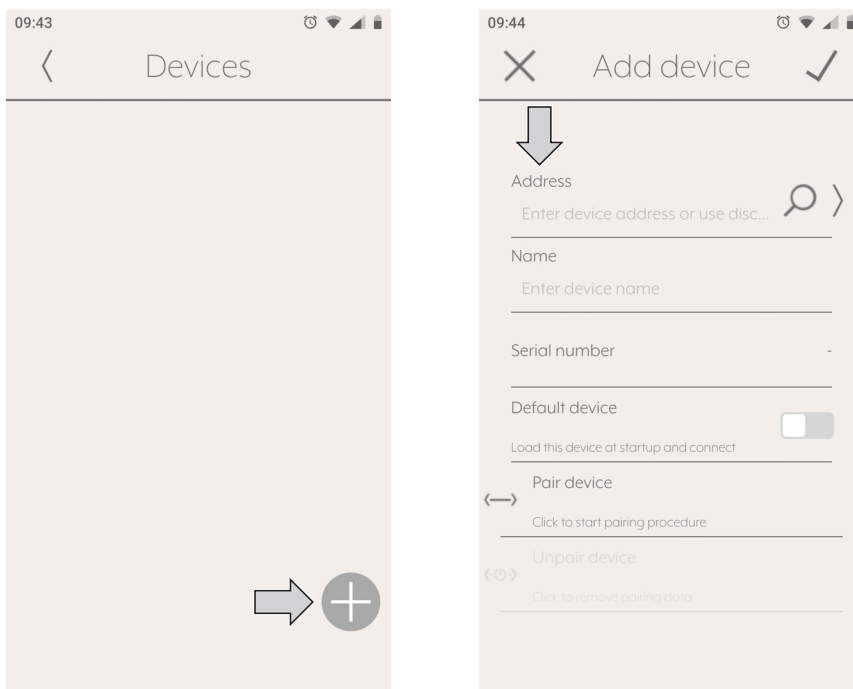 09:43
Devices
09:44
Add device
Address
Enter device address or use disc...
Name
Enter device name
Serial number -
Default device
Load this device at startup and connect
Pair device
Click to start pairing procedure
Unpair device
Click to remove pairing data